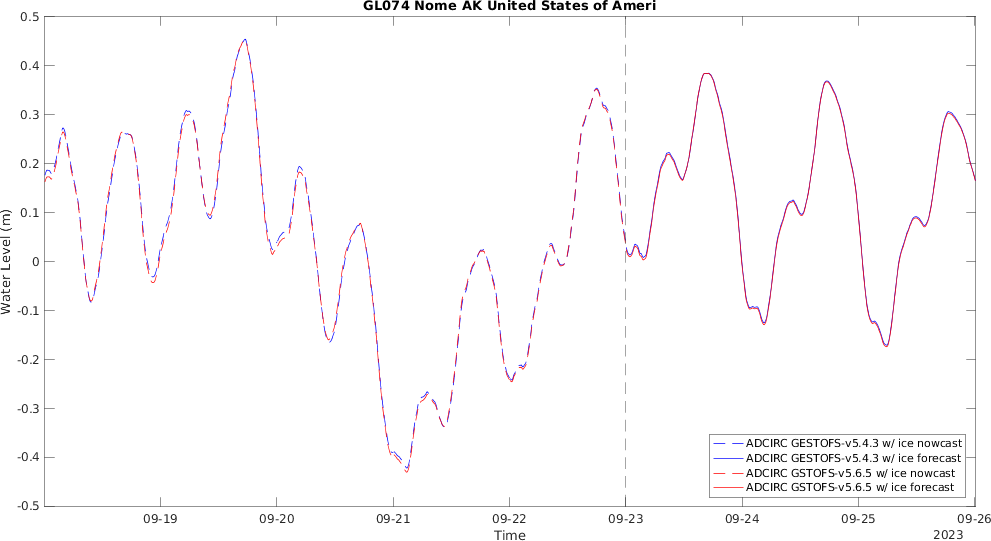 GL074 Nome AK United States of Ameri
0.5
0.4
0.3
0.2
0.1
0
-0.1
-0.2
-0.3
-0.4
-0.5
Water Level (m)
ADCIRC GESTOFS-v5.4.3 w/ ice nowcast
ADCIRC GESTOFS-v5.4.3 w/ ice forecast
ADCIRC GSTOFS-v5.6.5 w/ ice nowcast
ADCIRC GSTOFS-v5.6.5 w/ ice forecast
09-19 09-20 09-21 09-22 09-23 09-24 09-25 09-26
Time
2023